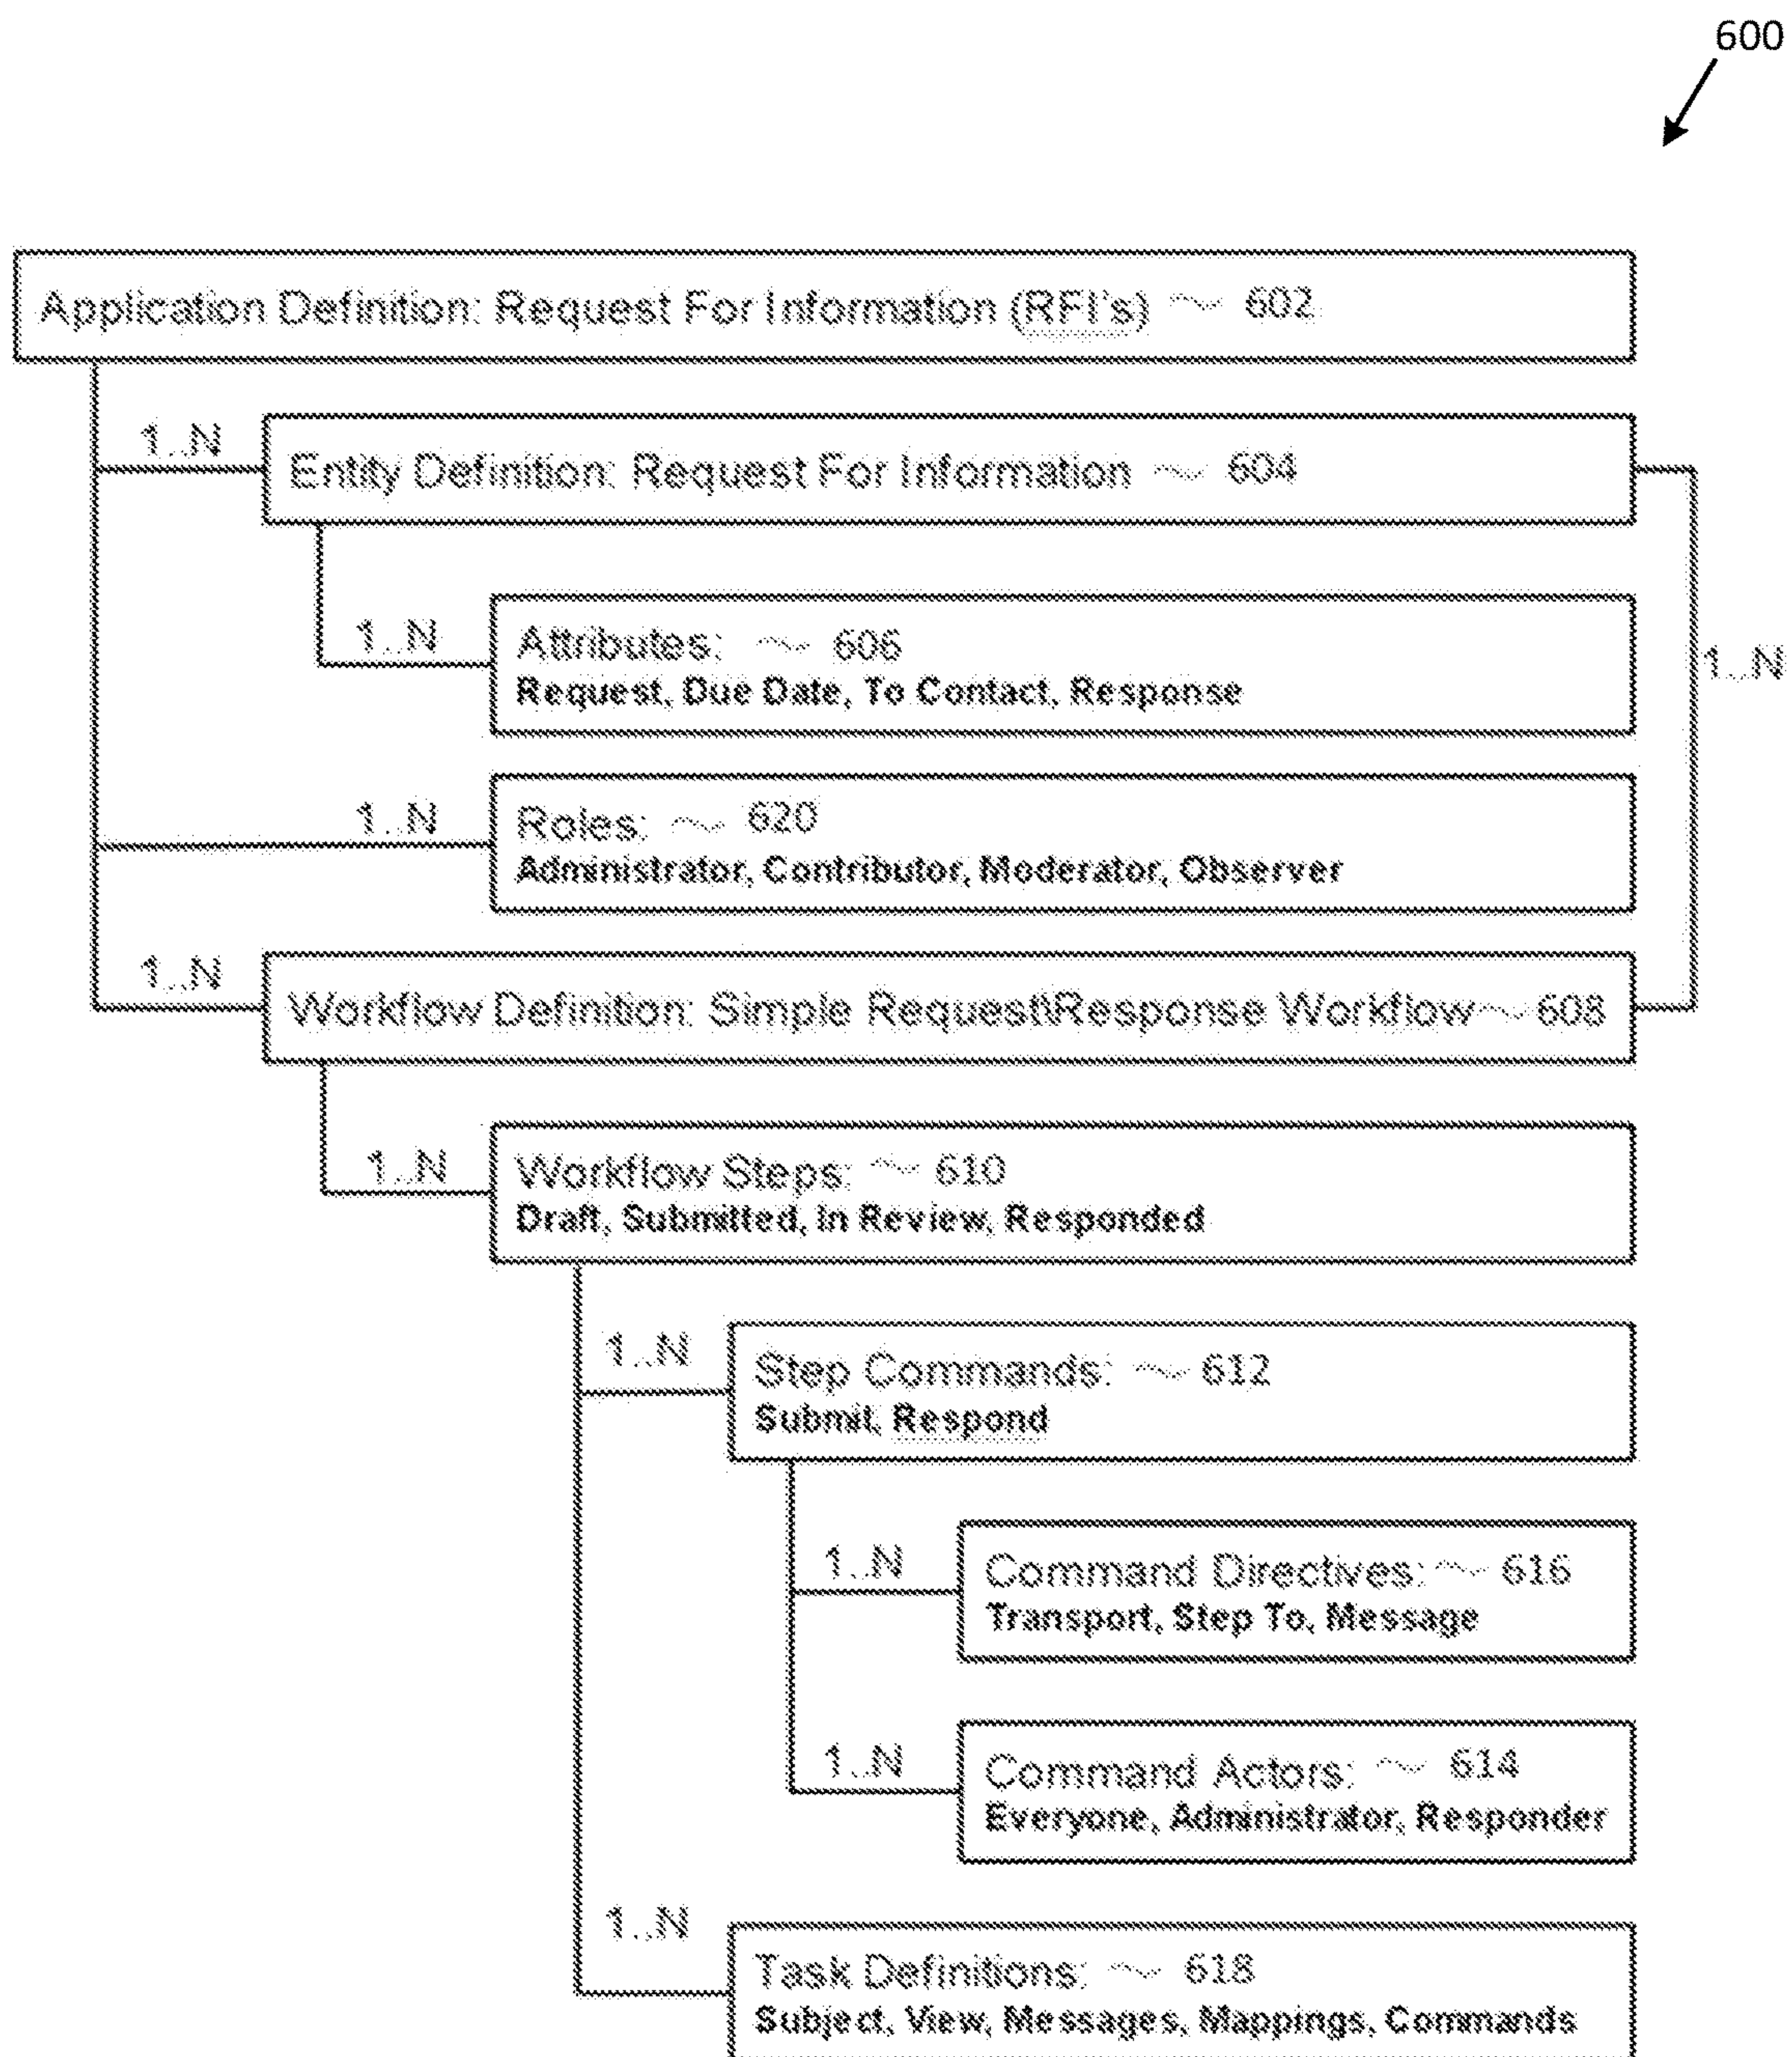 600
Application Definition: Request For Information (RFI's) 602
1..N
Entity Definition: Request For Information 604
1..N
Attributes: 606
Request, Due Date, To Contact, Response
1..N
1..N
Roles: 620
Administrator, Contributor, Moderator, Observer
1..N
Workflow Definition: Simple Request\Response Workflow 608
1..N
Workflow Steps: 610
Draft, Submitted, In Review, Responded
1..N
Step Commands: 612
Submit, Respond
1..N
Command Directives: 616
Transport, Step To, Message
1..N
Command Actors: 614
Everyone, Administrator, Responder
1..N
Task Definitions: 618
Subject, View, Messages, Mappings, Commands